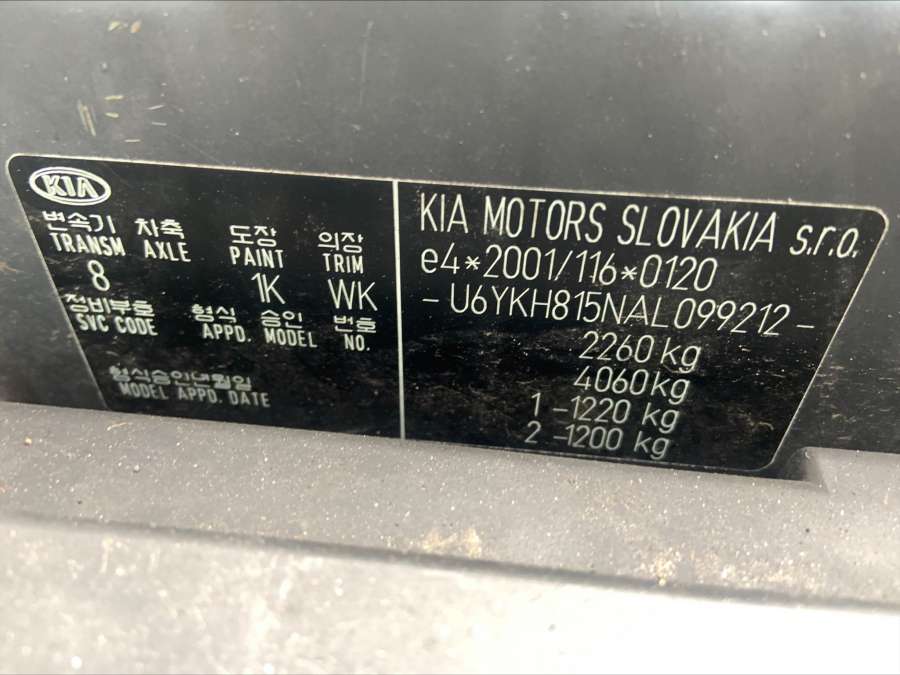 KIA
변속기 차축 도장 의장
TRANSM AXLE PAINT TRIM
8 1K WK
정비부호 형식 승인 번호
SVC CODE APPD. MODEL NO.
형식승인년월일
MODEL APPD. DATE
KIA MOTORS SLOVAKIA s.r.o.
e4*2001/116*0120
- U6YKH815NAL099212 -
2260 kg
4060 kg
1 -1220 kg
2 -1200 kg